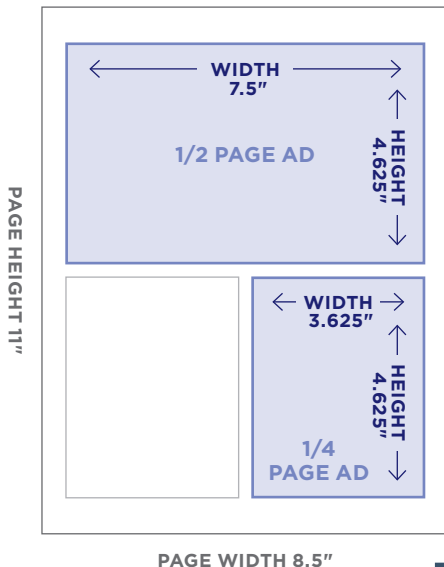 WIDTH
7.5"
HEIGHT
4.625"
1/2 PAGE AD
WIDTH
3.625"
HEIGHT
4.625"
1/4
PAGE AD
PAGE HEIGHT 11"
PAGE WIDTH 8.5"